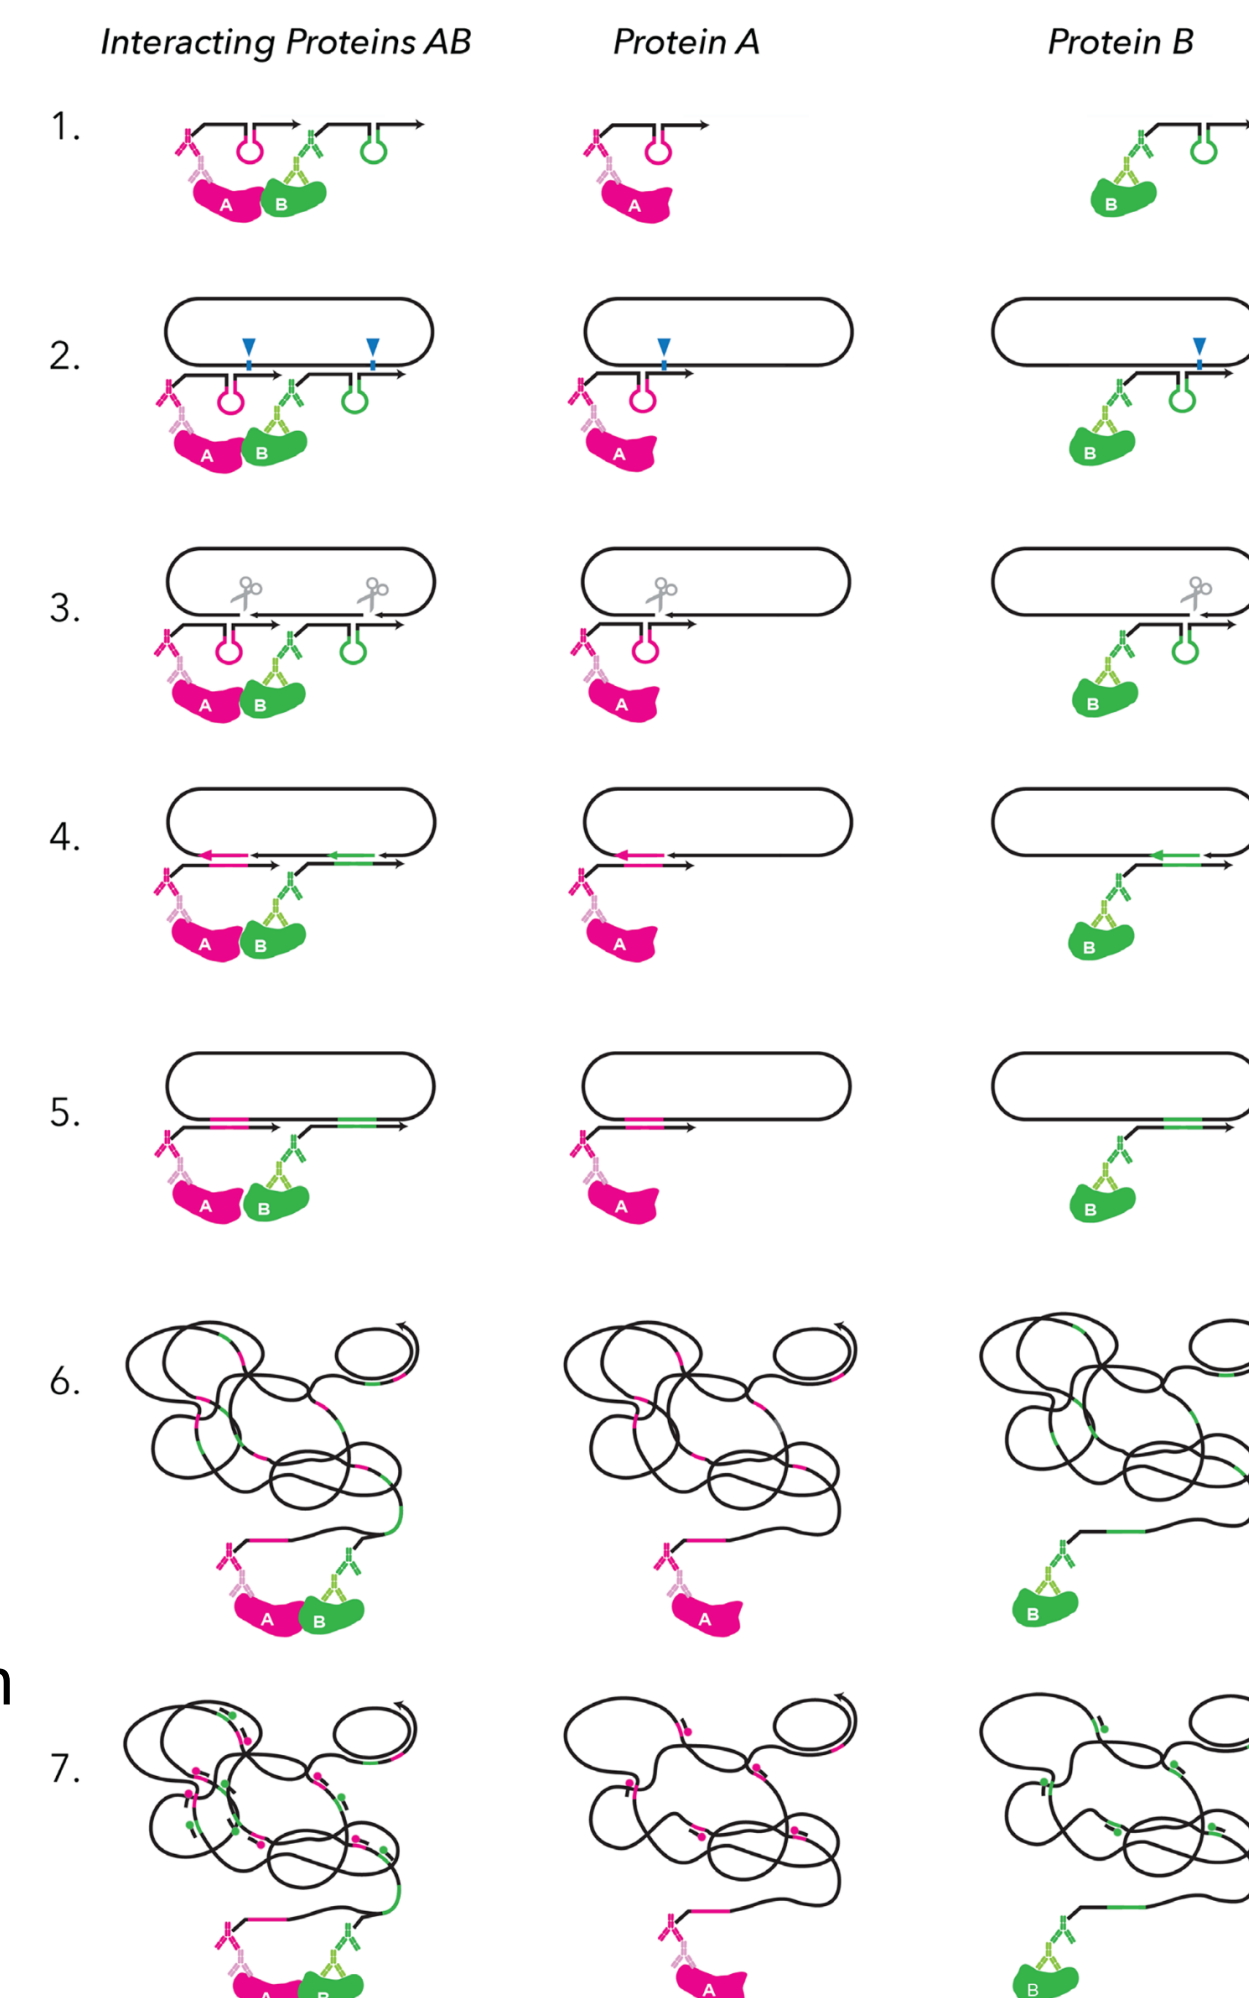 Interacting Proteins AB Protein A Protein B
1.
A B A B
2.
A B A B
3.
A B A B
4.
A B A B
5.
A B A B
6.
A B A B
n
7.
A B A B